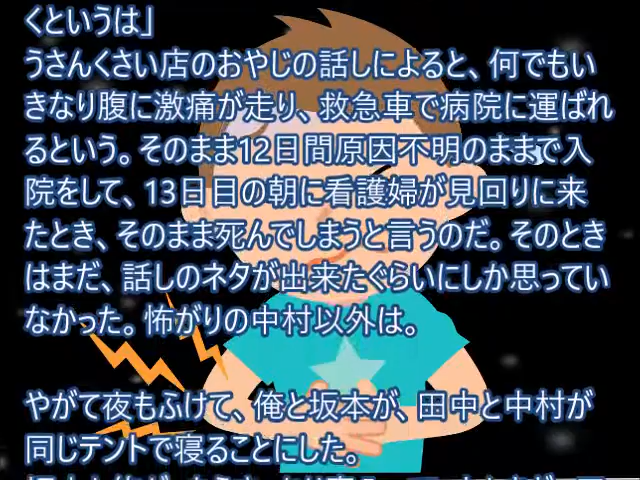 くというは」
うさんくさい店のおやじの話しによると、何でもい
きなり腹に激痛が走り、救急車で病院に運ばれ
るという。そのまま12日間原因不明のままで入
院をして、13日目の朝に看護婦が見回りに来
たとき、そのまま死んでしまうと言うのだ。そのとき
はまだ、話しのネタが出来たぐらいにしか思ってい
なかった。怖がりの中村以外は。
やがて夜もふけて、俺と坂本が、田中と中村が
同じテントで寝ることにした。